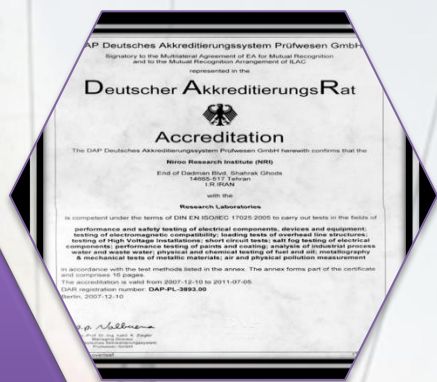 AP Deutsches Akkreditierungssystem Prüfwesen GmbH
Signatory to the Multilateral Agreement of EA for Mutual Recognition
and to the Mutual Recognition Arrangement of ILAC
represented in the
Deutscher AkkreditierungsRat
Accreditation
The DAP Deutsches Akkreditierungssystem Prüfwesen GmbH herewith confirms that the
Niroo Research Institute (NRI)
End of Dadman Blvd, Shahrak Ghods
14665-517 Tehran
I.R.IRAN
with the
Research Laboratories
is competent under the terms of DIN EN ISO/IEC 17025:2005 to carry out tests in the fields of
performance and safety testing of electrical components, devices and equipment;
testing of electromagnetic compatibility; loading tests of overhead line structures;
testing of High Voltage Installations; short circuit tests; salt fog testing of electrical
components; performance testing of paints and coating; analysis of industrial process
water and waste water; physical and chemical testing of fuel and oil; metallography
& mechanical tests of metallic materials; air and physical pollution measurement
in accordance with the test methods listed in the annex. The annex forms part of the certificate
and comprises 16 pages.
The accreditation is valid from 2007-12-10 to 2011-07-05.
DAR registration number: DAP-PL-3893.00
Berlin, 2007-12-10
Managing Director
overleaf